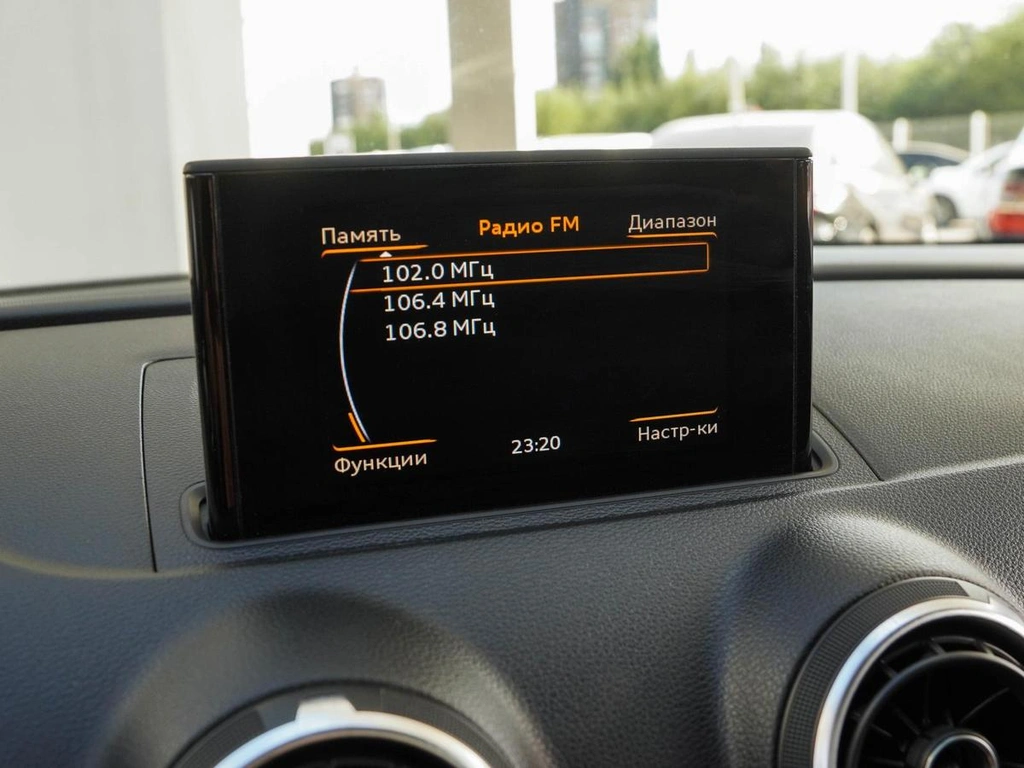 Память
Радио FM
Диапазон
102.0 МГц
106.4 МГц
106.8 МГц
Функции
23:20
Настр-ки